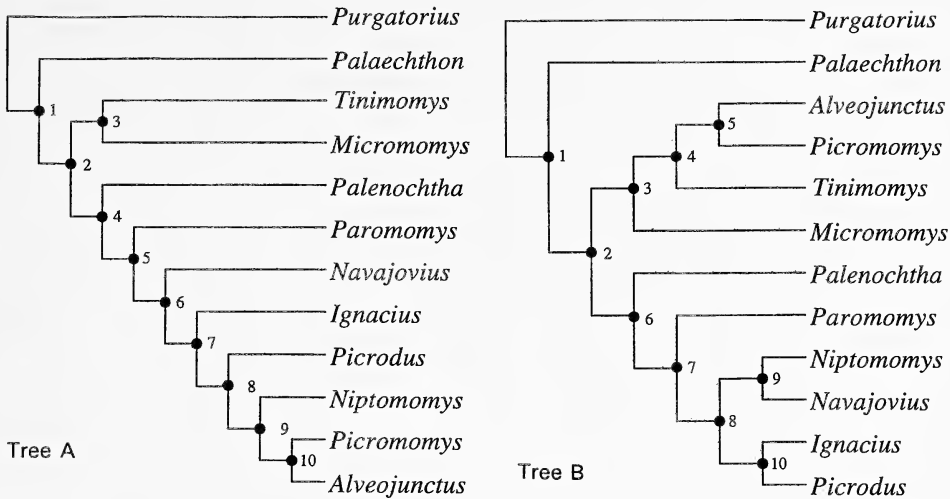 Purgatorius
Palaechthon
Tinimomys
Micromomys
Palenochtha
Paromomys
Navajovius
Ignacius
Picrodus
Niptomomys
Picromomys
Alveojunctus
1
2
3
4
5
6
7
8
9
10
Tree A
Purgatorius
Palaechthon
Alveojunctus
Picromomys
Tinimomys
Micromomys
Palenochtha
Paromomys
Niptomomys
Navajovius
Ignacius
Picrodus
1
2
3
4
5
6
7
8
9
10
Tree B